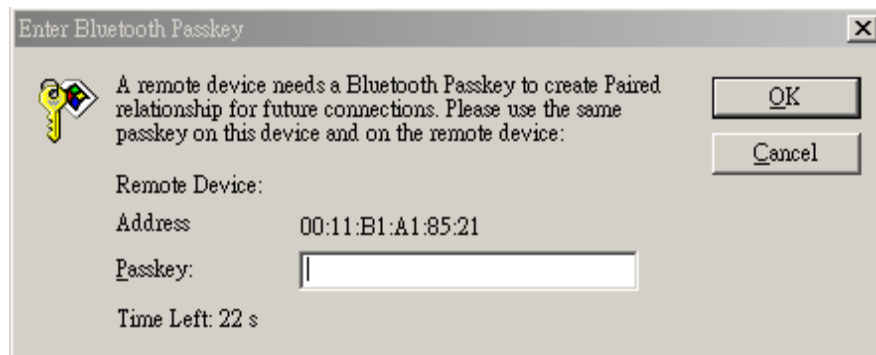 Enter Bluetooth Passkey
A remote device needs a Bluetooth Passkey to create Paired
relationship for future connections. Please use the same
passkey on this device and on the remote device:
OK
Cancel
Remote Device:
Address 00:11:B1:A1:85:21
Passkey:
Time Left: 22 s